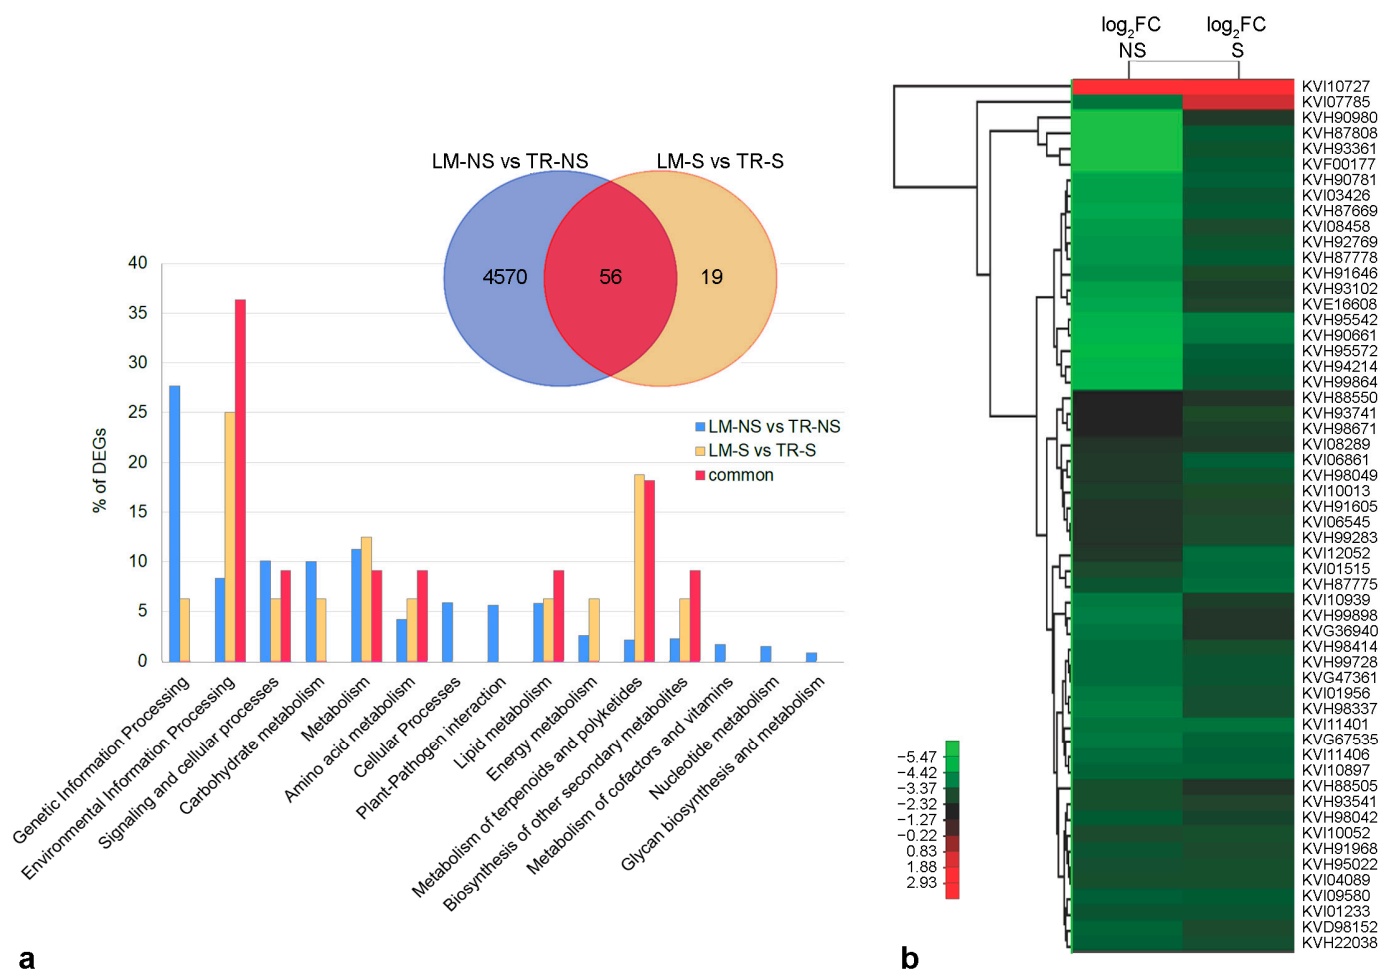 LM-NS vs TR-NS
LM-S vs TR-S
4570
56
19
40
35
30
25
20
15
10
5
0
% of DEGs
LM-NS vs TR-NS
LM-S vs TR-S
common
Genetic Information Processing
Environmental Information Processing
Signaling and cellular processes
Carbohydrate metabolism
Metabolism
Amino acid metabolism
Cellular Processes
Plant-Pathogen interaction
Lipid metabolism
Energy metabolism
Metabolism of terpenoids and polyketides
Biosynthesis of other secondary metabolites
Metabolism of cofactors and vitamins
Nucleotide metabolism
Glycan biosynthesis and metabolism
a
log2FC
NS
log2FC
S
KVI10727
KVI07785
KVH90980
KVH87808
KVH93361
KVF00177
KVH90781
KVI03426
KVH87669
KVI08458
KVH92769
KVH87778
KVH91646
KVH93102
KVE16608
KVH95542
KVH90661
KVH95572
KVH94214
KVH99864
KVH88550
KVH93741
KVH98671
KVI08289
KVI06861
KVH98049
KVI10013
KVH91605
KVI06545
KVH99283
KVI12052
KVI01515
KVH87775
KVI10939
KVH99898
KVG36940
KVH98414
KVH99728
KVG47361
KVI01956
KVH98337
KVI11401
KVG67535
KVI11406
KVI10897
KVH88505
KVH93541
KVH98042
KVI10052
KVH91968
KVH95022
KVI04089
KVI09580
KVI01233
KVD98152
KVH22038
−5.47
−4.42
−3.37
−2.32
−1.27
−0.22
0.83
1.88
2.93
b